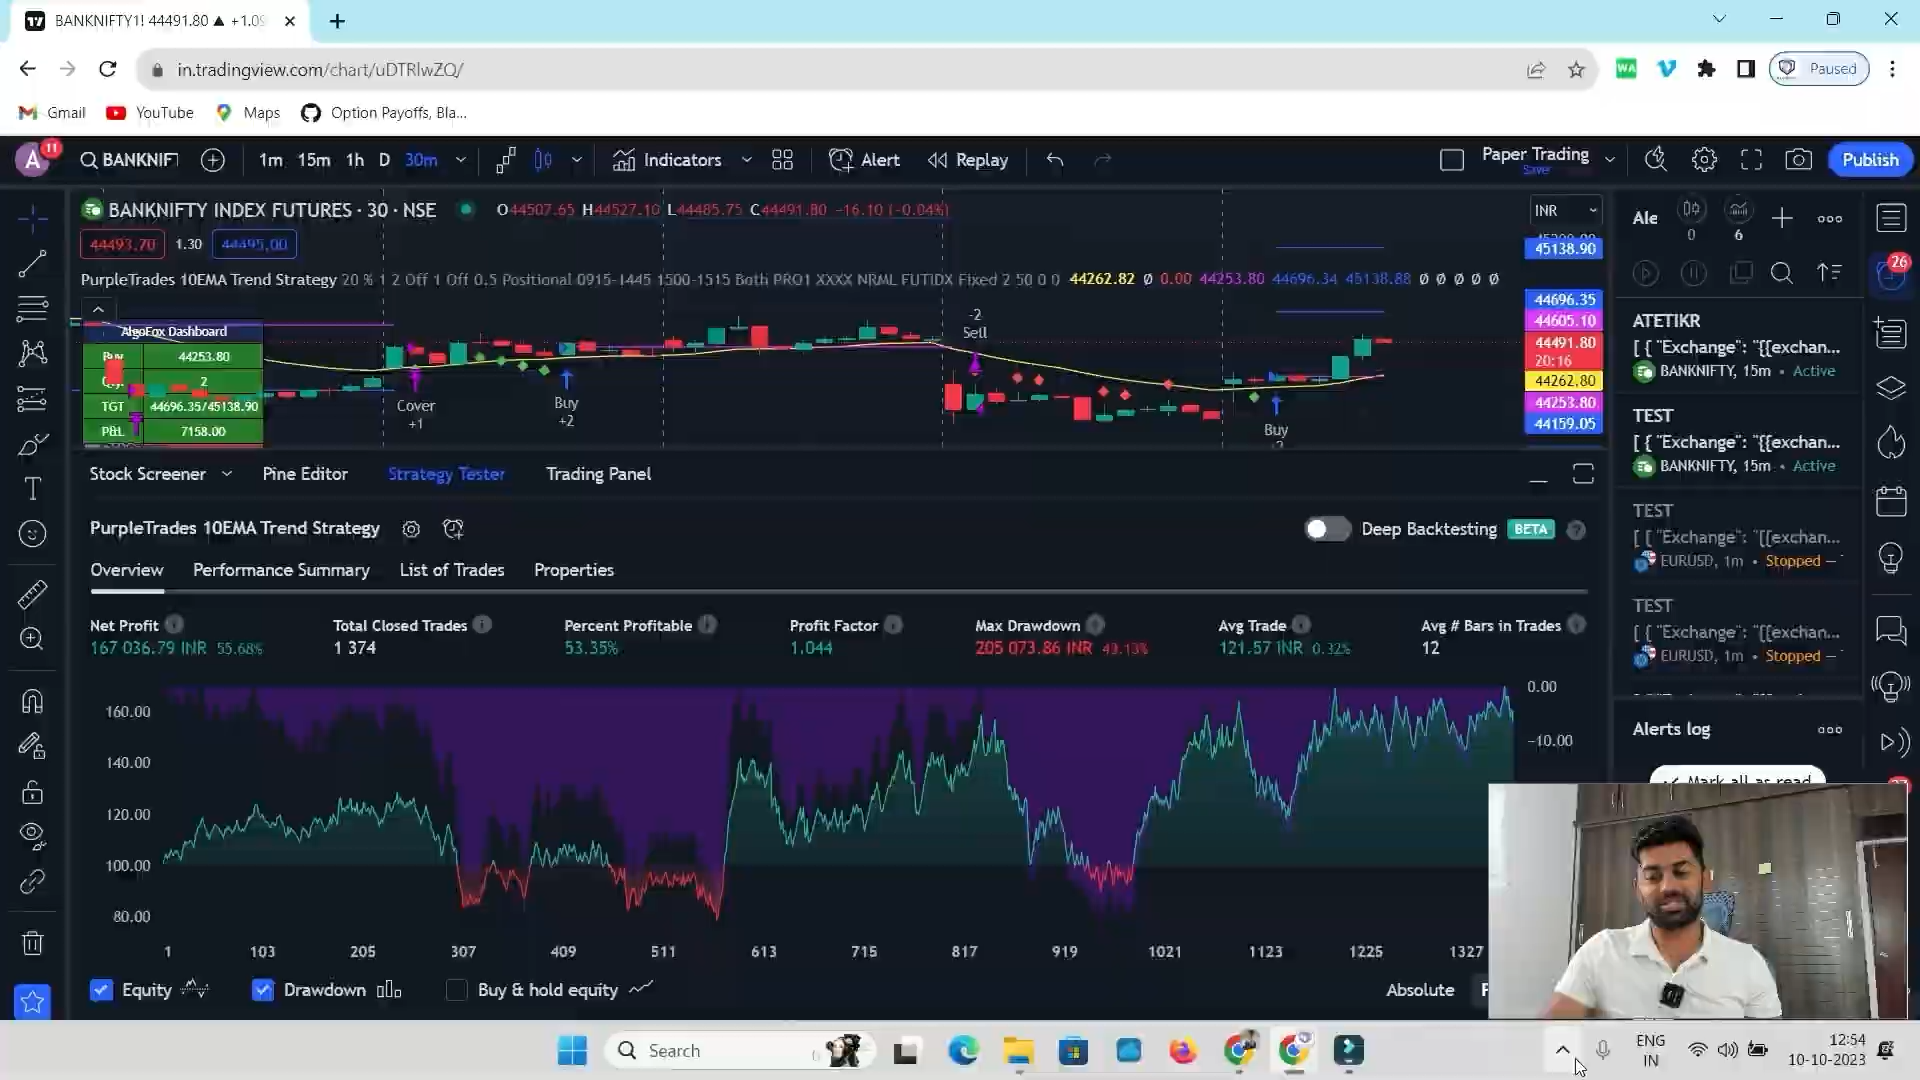 BANKNIFTY1! 44491.80 ▲ +1.09
in.tradingview.com/chart/uDTRlwZQ/
WA
Paused
Gmail
YouTube
Maps
Option Payoffs, Bla...
A
11
BANKNIF
1m 15m 1h D 30m
Indicators
Alert
Replay
Paper Trading
Save
Publish
BANKNIFTY INDEX FUTURES · 30 · NSE
O44507.65 H44527.10 L44485.75 C44491.80 −16.10 (−0.04%)
INR
44493.70 1.30 44495.00
45138.90
PurpleTrades 10EMA Trend Strategy 20 % 1 2 Off 1 Off 0.5 Positional 0915-1445 1500-1515 Both PRO1 XXXX NRML FUTIDX Fixed 2 50 0 0 44262.82 Ø 0.00 44253.80 44696.34 45138.88 Ø Ø Ø Ø Ø
44696.35
44605.10
44491.80
20:16
44262.80
44253.80
44159.05
AlgoFox Dashboard
Buy 44253.80
2
TGT 44696.35/45138.90
P&L 7158.00
Cover
+1
Buy
+2
-2
Sell
Buy
Ale
0
6
26
ATETIKR
[ { "Exchange": "{{exchan...
BANKNIFTY, 15m • Active
TEST
[ { "Exchange": "{{exchan...
BANKNIFTY, 15m • Active
TEST
[ { "Exchange": "{{exchan...
EURUSD, 1m • Stopped —
TEST
[ { "Exchange": "{{exchan...
EURUSD, 1m • Stopped —
Alerts log
Mark all as read
Stock Screener
Pine Editor
Strategy Tester
Trading Panel
PurpleTrades 10EMA Trend Strategy
Deep Backtesting BETA
Overview
Performance Summary
List of Trades
Properties
Net Profit
167 036.79 INR 55.68%
Total Closed Trades
1 374
Percent Profitable
53.35%
Profit Factor
1.044
Max Drawdown
205 073.86 INR 43.13%
Avg Trade
121.57 INR 0.32%
Avg # Bars in Trades
12
160.00
140.00
120.00
100.00
80.00
0.00
−10.00
1 103 205 307 409 511 613 715 817 919 1021 1123 1225 1327
Equity
Drawdown
Buy & hold equity
Absolute
Search
ENG
IN
12:54
10-10-2023